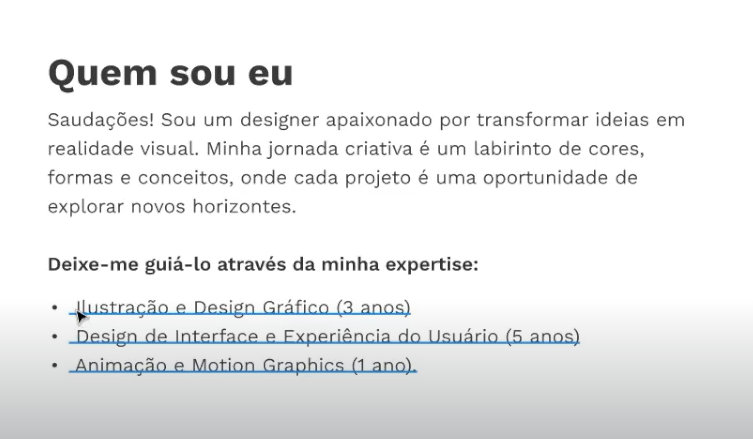 Quem sou eu
Saudações! Sou um designer apaixonado por transformar ideias em
realidade visual. Minha jornada criativa é um labirinto de cores,
formas e conceitos, onde cada projeto é uma oportunidade de
explorar novos horizontes.
Deixe-me guiá-lo através da minha expertise:
• Ilustração e Design Gráfico (3 anos)
• Design de Interface e Experiência do Usuário (5 anos)
• Animação e Motion Graphics (1 ano).